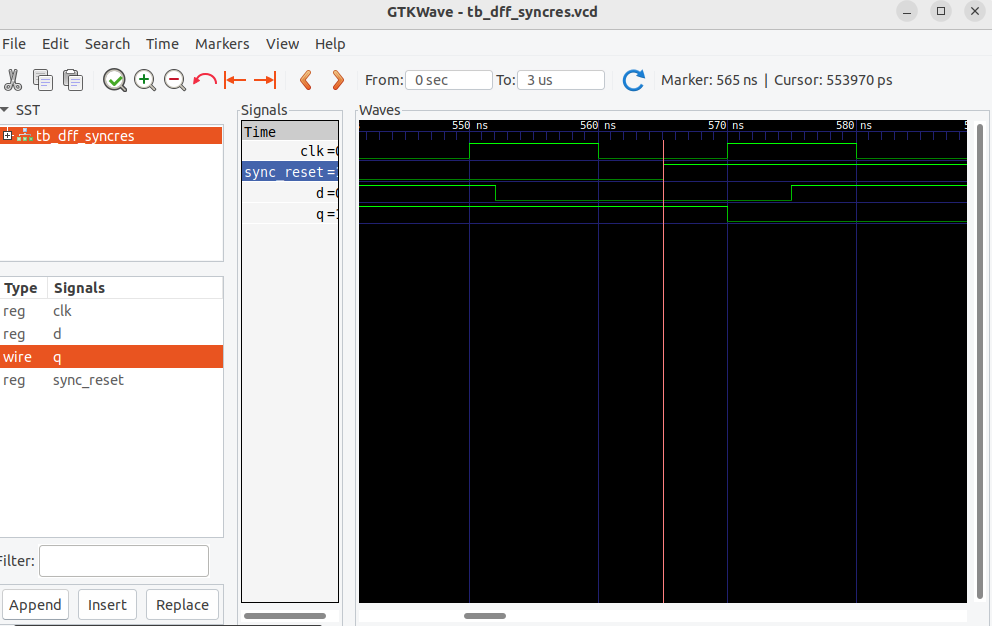 GTKWave - tb_dff_syncres.vcd
File Edit Search Time Markers View Help
From: 0 sec To: 3 us Marker: 565 ns | Cursor: 553970 ps
SST
tb_dff_syncres
Type Signals
reg clk
reg d
wire q
reg sync_reset
Filter:
Append Insert Replace
Signals
Time
clk =0
sync_reset =1
d =0
q =1
Waves
550 ns 560 ns 570 ns 580 ns